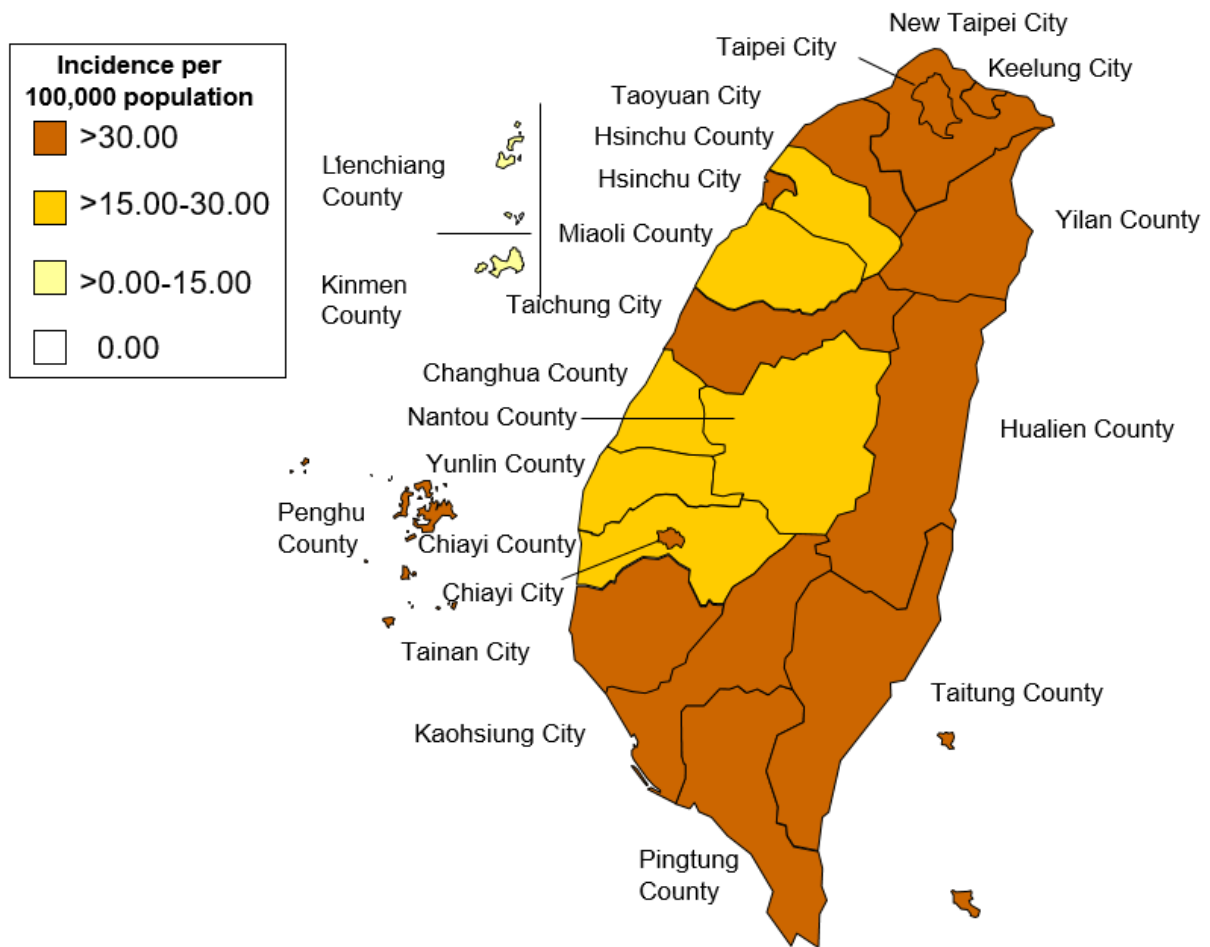 New Taipei City
Taipei City
Keelung City
Incidence per
100,000 population
>30.00
>15.00-30.00
>0.00-15.00
0.00
Taoyuan City
Hsinchu County
Lienchiang
County
Hsinchu City
Yilan County
Miaoli County
Kinmen
County
Taichung City
Changhua County
Nantou County
Hualien County
Yunlin County
Penghu
County
Chiayi County
Chiayi City
Tainan City
Taitung County
Kaohsiung City
Pingtung
County